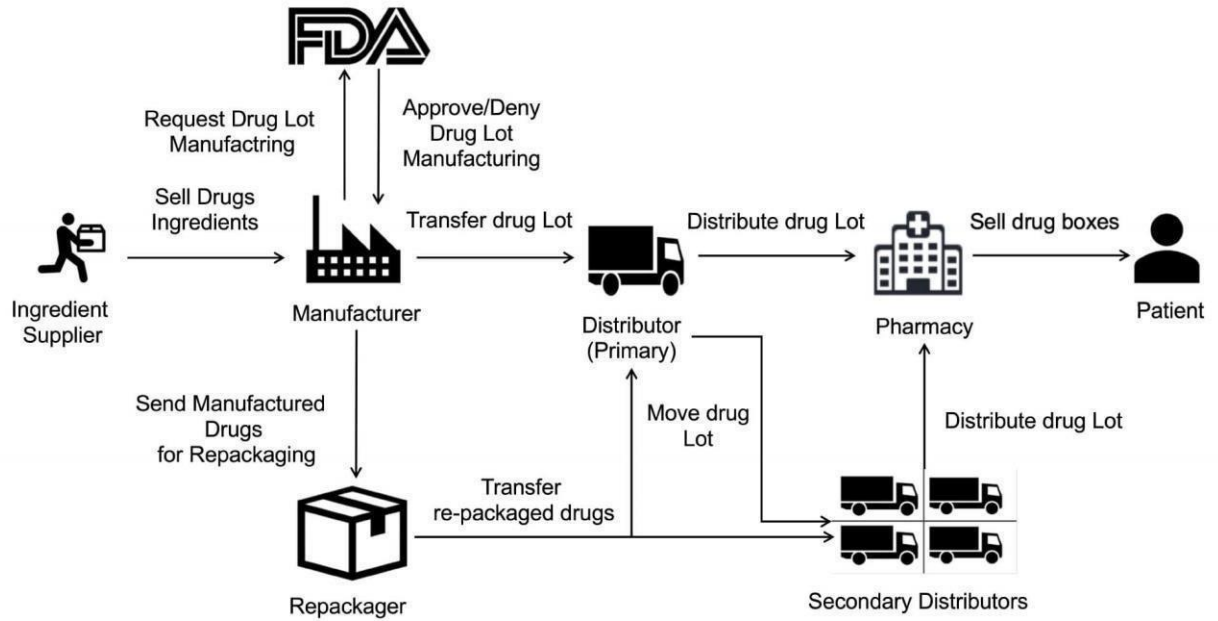 FDA
Request Drug Lot
Manufactring
Approve/Deny
Drug Lot
Manufacturing
Sell Drugs
Ingredients
Transfer drug Lot
Distribute drug Lot
Sell drug boxes
Ingredient
Supplier
Manufacturer
Distributor
(Primary)
Pharmacy
Patient
Send Manufactured
Drugs
for Repackaging
Move drug
Lot
Distribute drug Lot
Transfer
re-packaged drugs
Repackager
Secondary Distributors